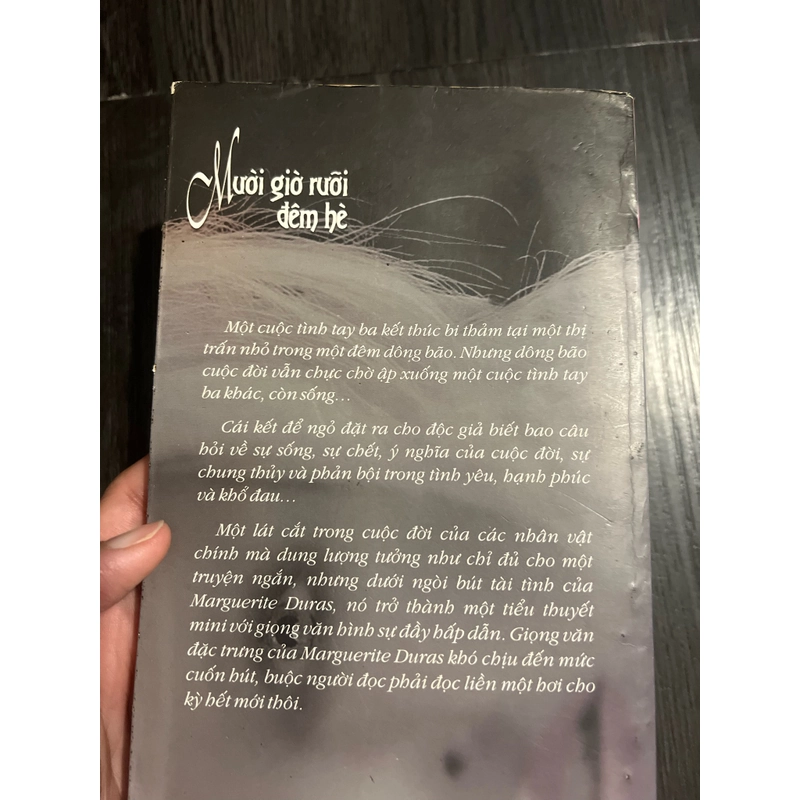 Mười giờ rưỡi
đêm hè
Một cuộc tình tay ba kết thúc bi thảm tại một thị
trấn nhỏ trong một đêm dông bão. Nhưng dông bão
cuộc đời vẫn chực chờ ập xuống một cuộc tình tay
ba khác, còn sống...
Cái kết để ngỏ đặt ra cho độc giả biết bao câu
hỏi về sự sống, sự chết, ý nghĩa của cuộc đời, sự
chung thủy và phản bội trong tình yêu, hạnh phúc
và khổ đau...
Một lát cắt trong cuộc đời của các nhân vật
chính mà dung lượng tưởng như chỉ đủ cho một
truyện ngắn, nhưng dưới ngòi bút tài tình của
Marguerite Duras, nó trở thành một tiểu thuyết
mini với giọng văn hình sự đầy hấp dẫn. Giọng văn
đặc trưng của Marguerite Duras khó chịu đến mức
cuốn hút, buộc người đọc phải đọc liền một hơi cho
kỳ hết mới thôi.